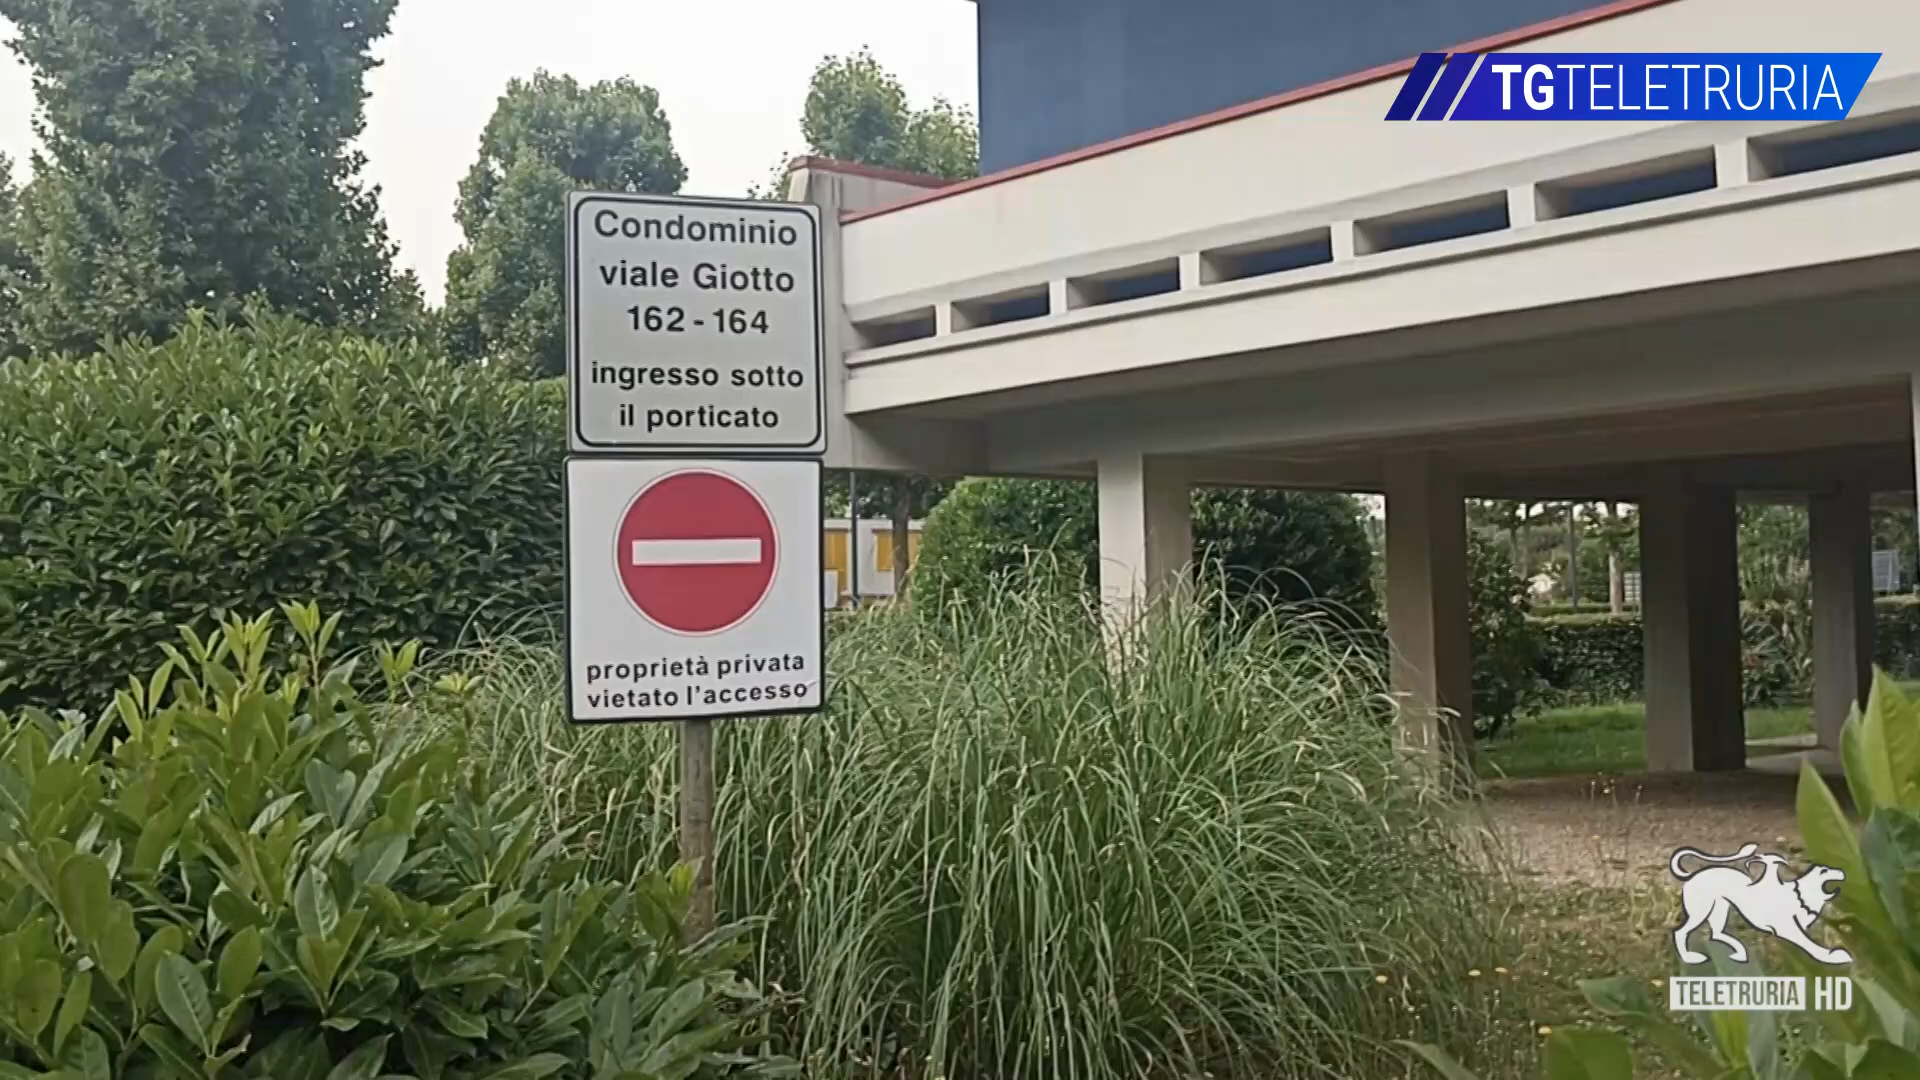 TGTELETRURIA
Condominio
viale Giotto
162 - 164
ingresso sotto
il porticato
proprietà privata
vietato l'accesso
TELETRURIA HD